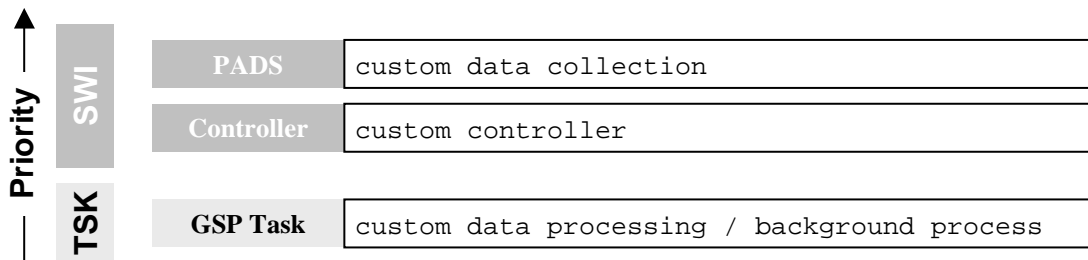 Priority
SWI
PADS custom data collection
Controller custom controller
TSK
GSP Task custom data processing / background process